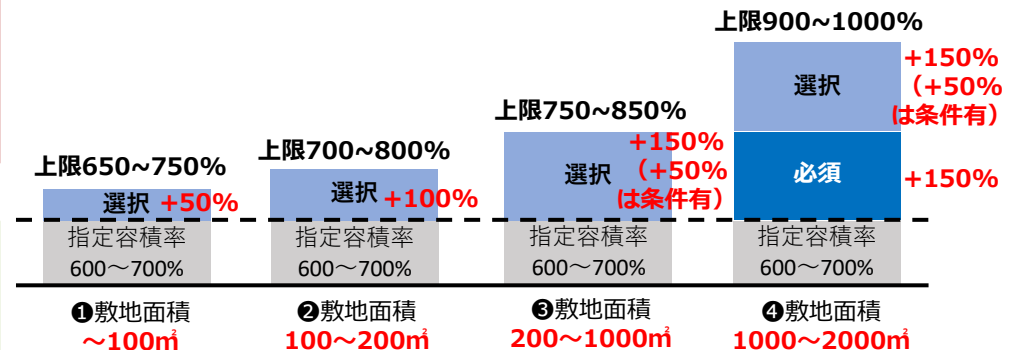 上限650~750%
選択 +50%
指定容積率
600～700%
❶敷地面積
～100㎡
上限700~800%
選択 +100%
指定容積率
600～700%
❷敷地面積
100～200㎡
上限750~850%
選択
+150%
（+50%
は条件有）
指定容積率
600～700%
❸敷地面積
200～1000㎡
上限900~1000%
選択
+150%
（+50%
は条件有）
必須
+150%
指定容積率
600～700%
❹敷地面積
1000～2000㎡